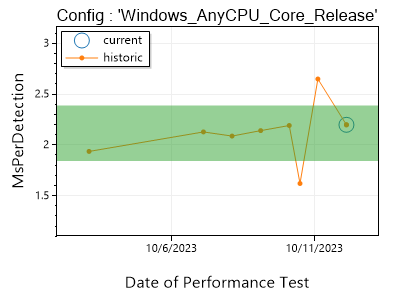 Config : 'Windows_AnyCPU_Core_Release'
current
historic
3
2.5
2
1.5
MsPerDetection
10/6/2023
10/11/2023
Date of Performance Test